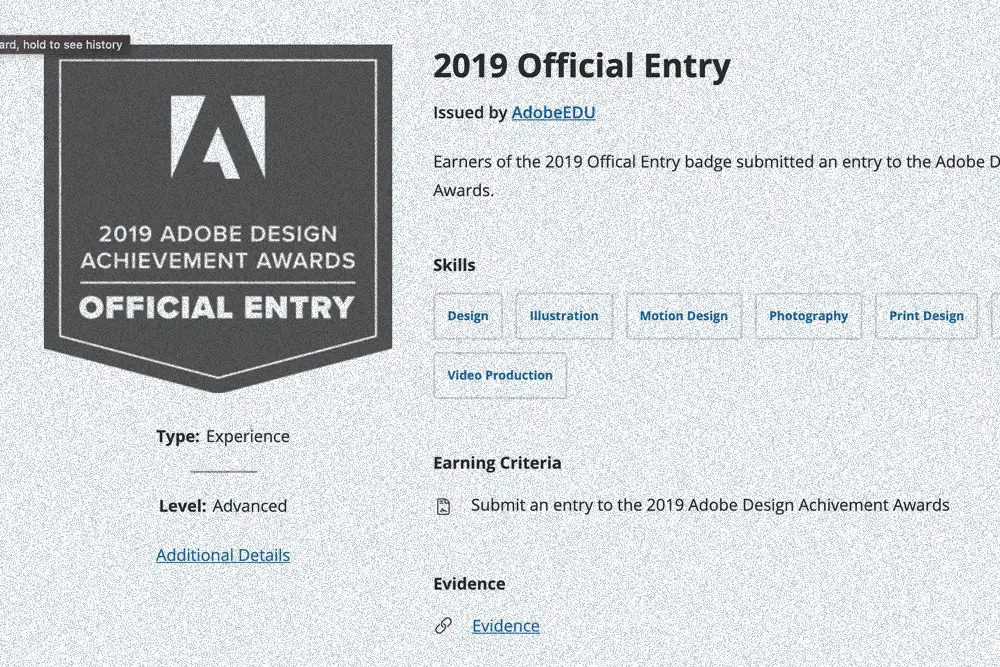 ard, hold to see history
2019 ADOBE DESIGN
ACHIEVEMENT AWARDS
OFFICIAL ENTRY
Type: Experience
Level: Advanced
Additional Details
2019 Official Entry
Issued by AdobeEDU
Earners of the 2019 Offical Entry badge submitted an entry to the Adobe D
Awards.
Skills
Design Illustration Motion Design Photography Print Design
Video Production
Earning Criteria
Submit an entry to the 2019 Adobe Design Achivement Awards
Evidence
Evidence